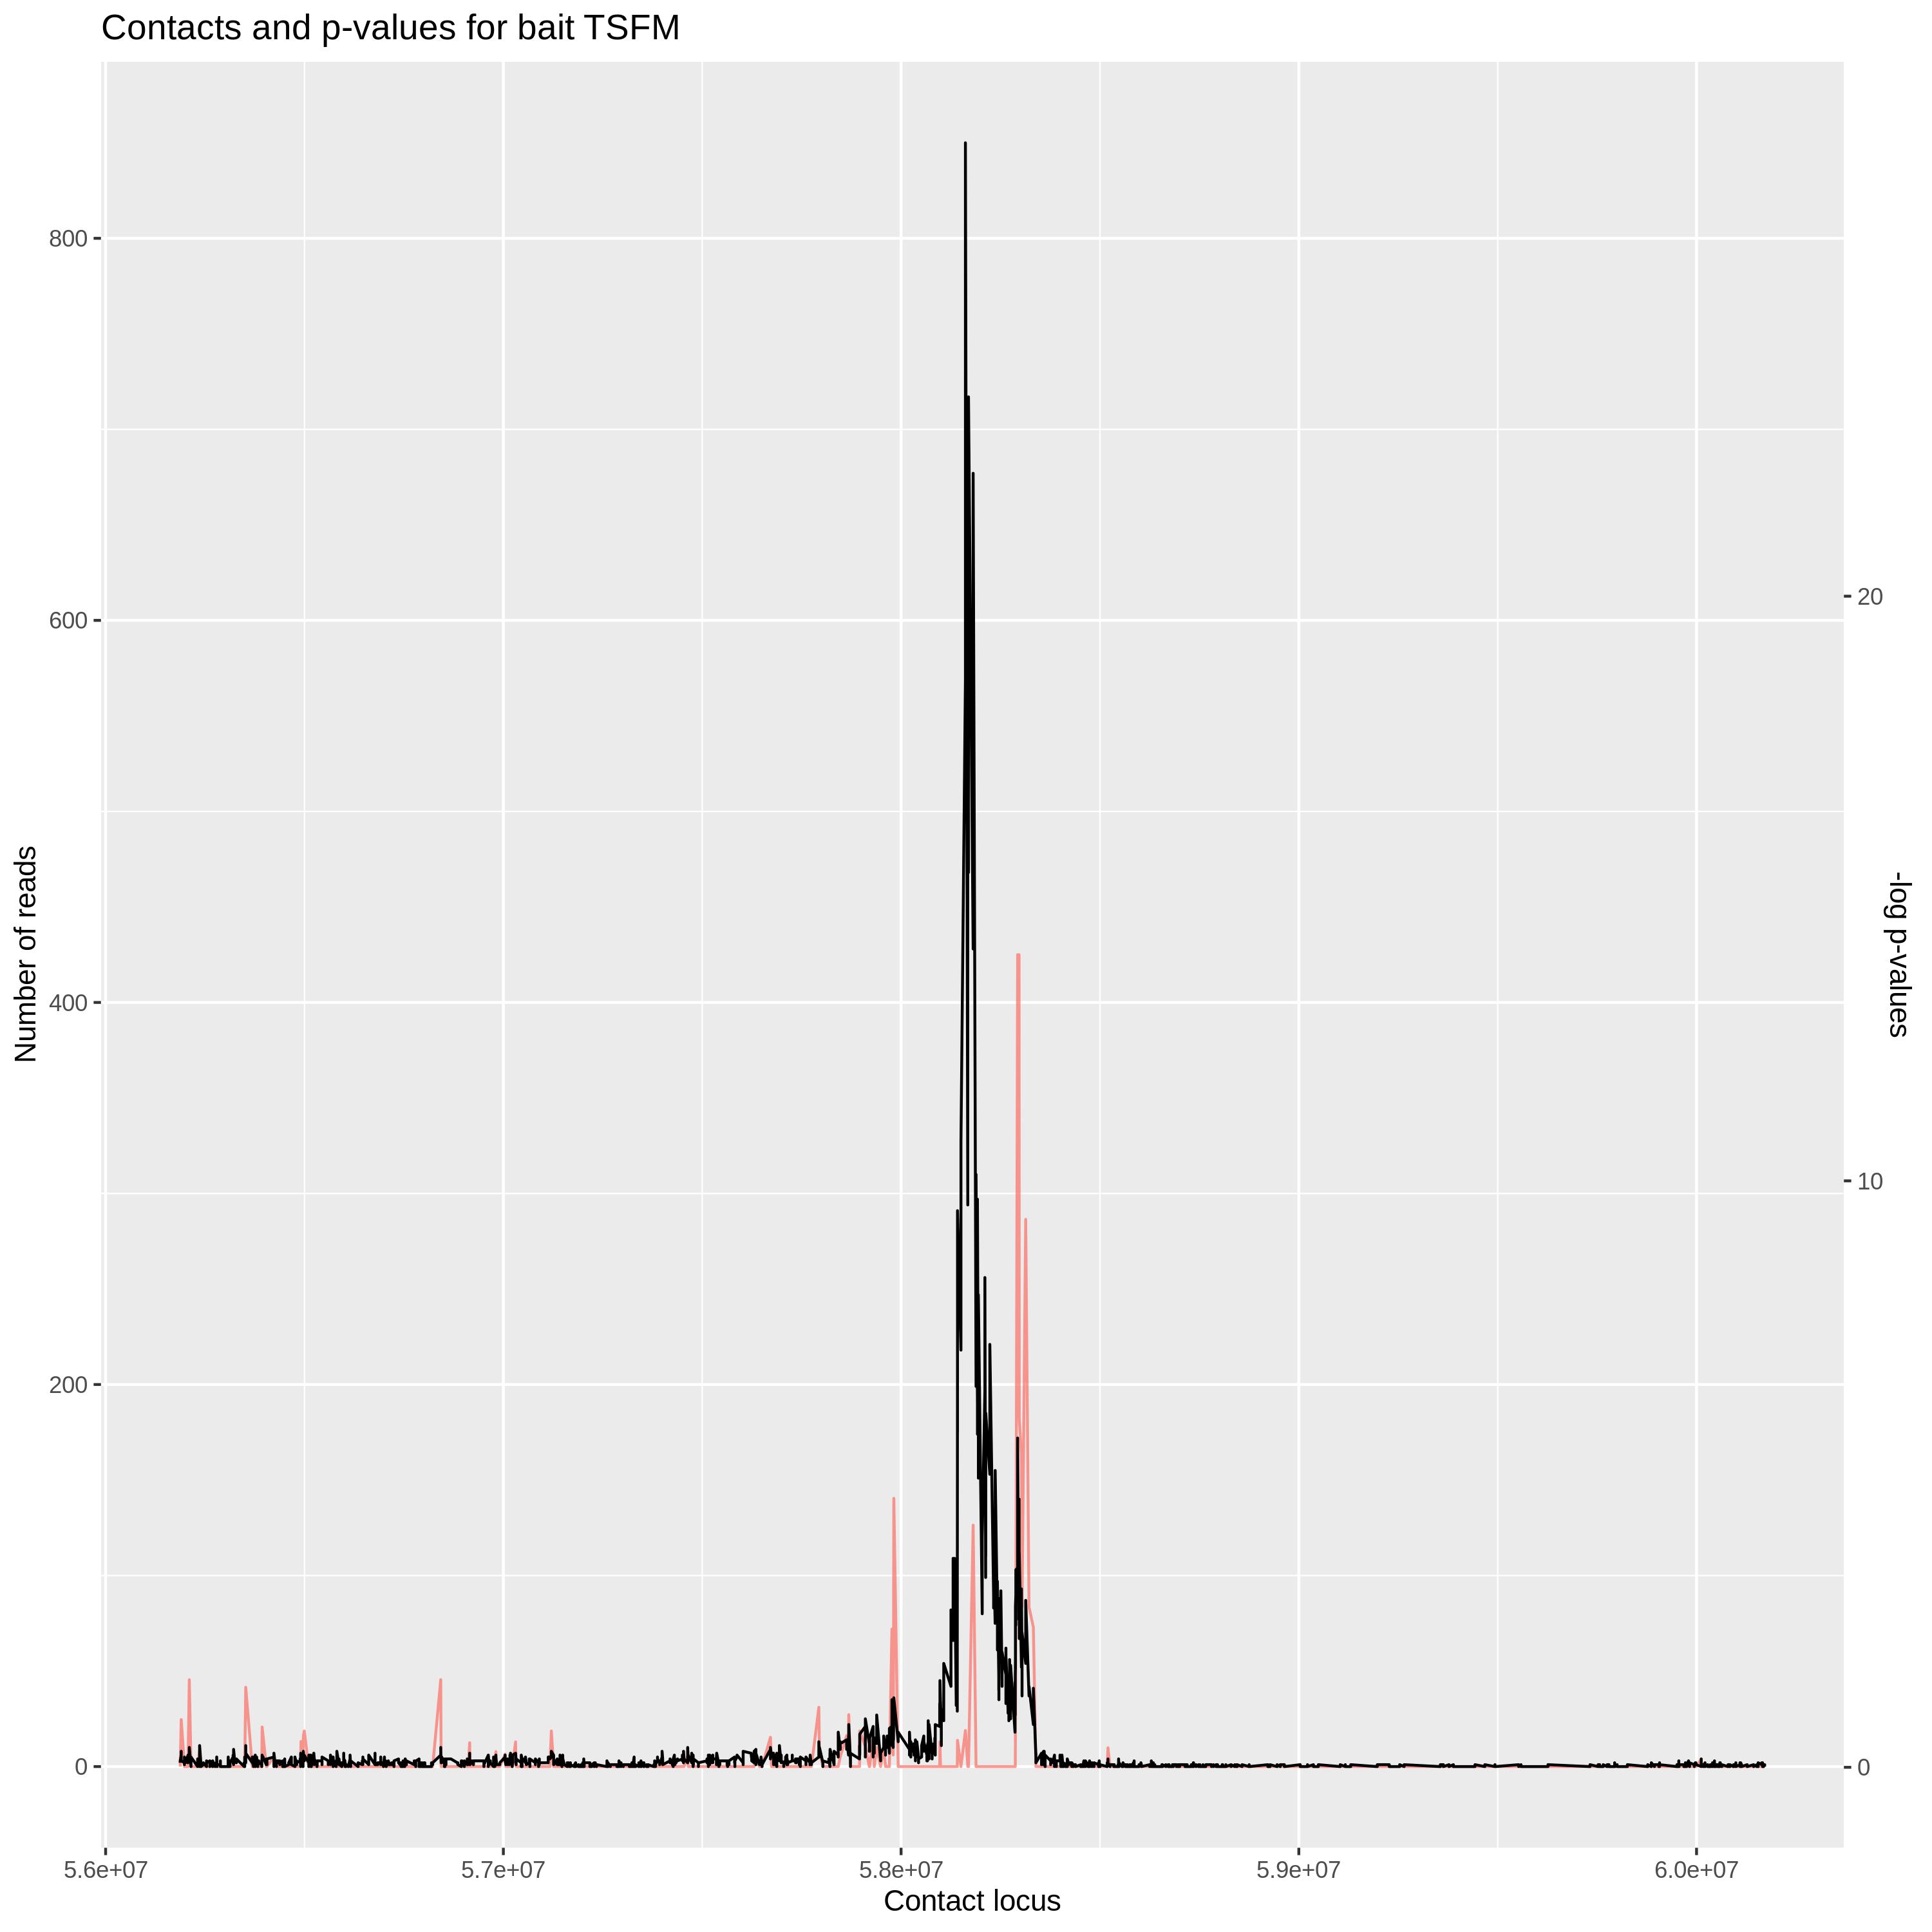 Contacts and p-values for bait TSFM
800
600
400
200
0
Number of reads
20
10
0
-log p-values
5.6e+07
5.7e+07
5.8e+07
5.9e+07
6.0e+07
Contact locus